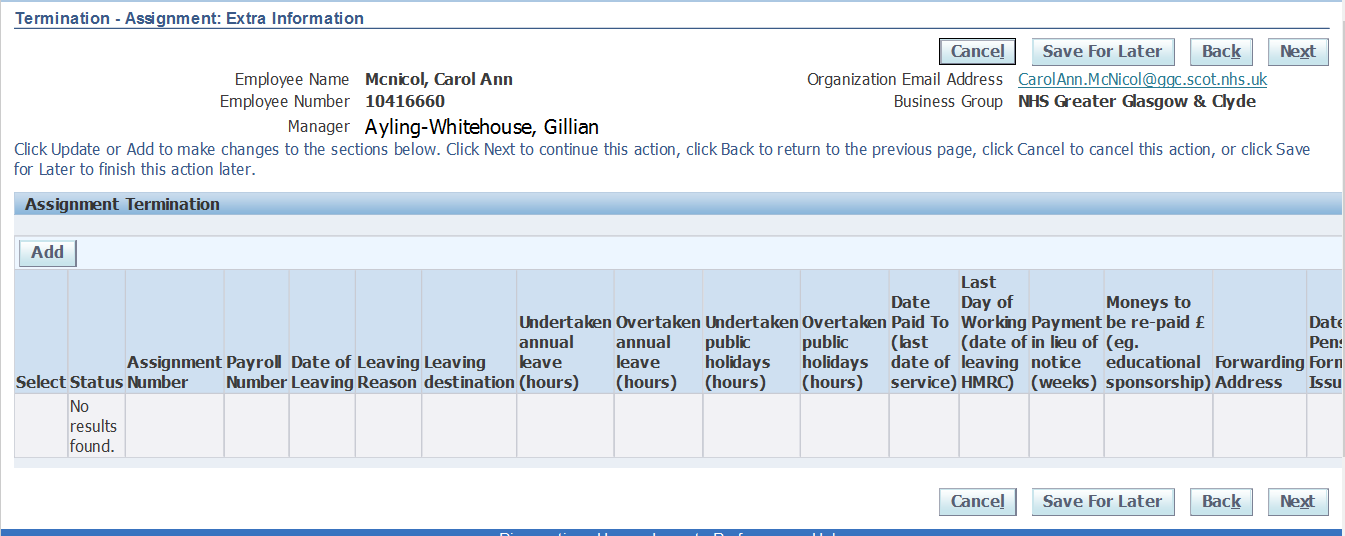 Termination - Assignment: Extra Information
Cancel Save For Later Back Next
Employee Name Mcnicol, Carol Ann Organization Email Address CarolAnn.McNicol@ggc.scot.nhs.uk
Employee Number 10416660 Business Group NHS Greater Glasgow & Clyde
Manager Ayling-Whitehouse, Gillian
Click Update or Add to make changes to the sections below. Click Next to continue this action, click Back to return to the previous page, click Cancel to cancel this action, or click Save
for Later to finish this action later.
Assignment Termination
Add
Select
Status
Assignment
Number
Payroll
Number
Date of
Leaving
Leaving
Reason
Leaving
destination
Undertaken
annual
leave
(hours)
Overtaken
annual
leave
(hours)
Undertaken
public
holidays
(hours)
Overtaken
public
holidays
(hours)
Date
Paid To
(last
date of
service)
Last
Day of
Working
(date of
leaving
HMRC)
Payment
in lieu of
notice
(weeks)
Moneys to
be re-paid £
(eg.
educational
sponsorship)
Forwarding
Address
Date
Pens
Form
Issu
No
results
found.
Cancel Save For Later Back Next